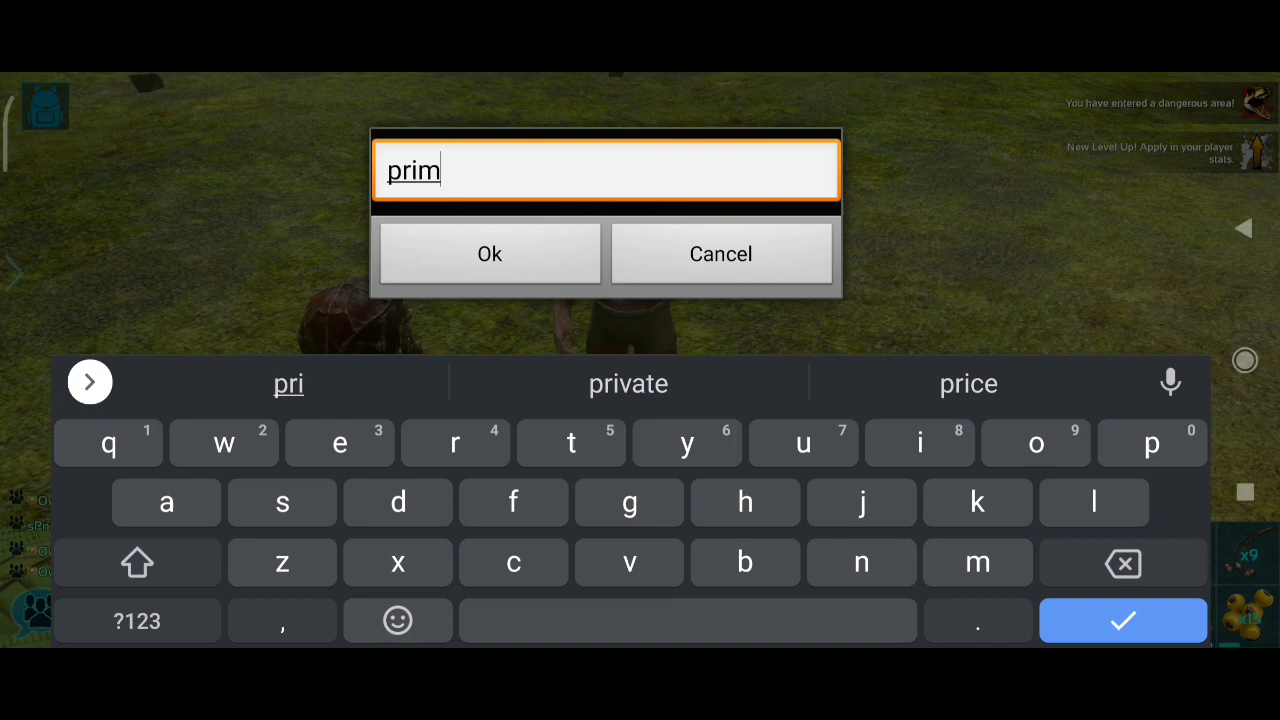 You have entered a dangerous area!
New Level Up! Apply in your player
stats.
prim
Ok
Cancel
pri
private
price
q 1 w 2 e 3 r 4 t 5 y 6 u 7 i 8 o 9 p 0
a s d f g h j k l
z x c v b n m
?123 , .
x9